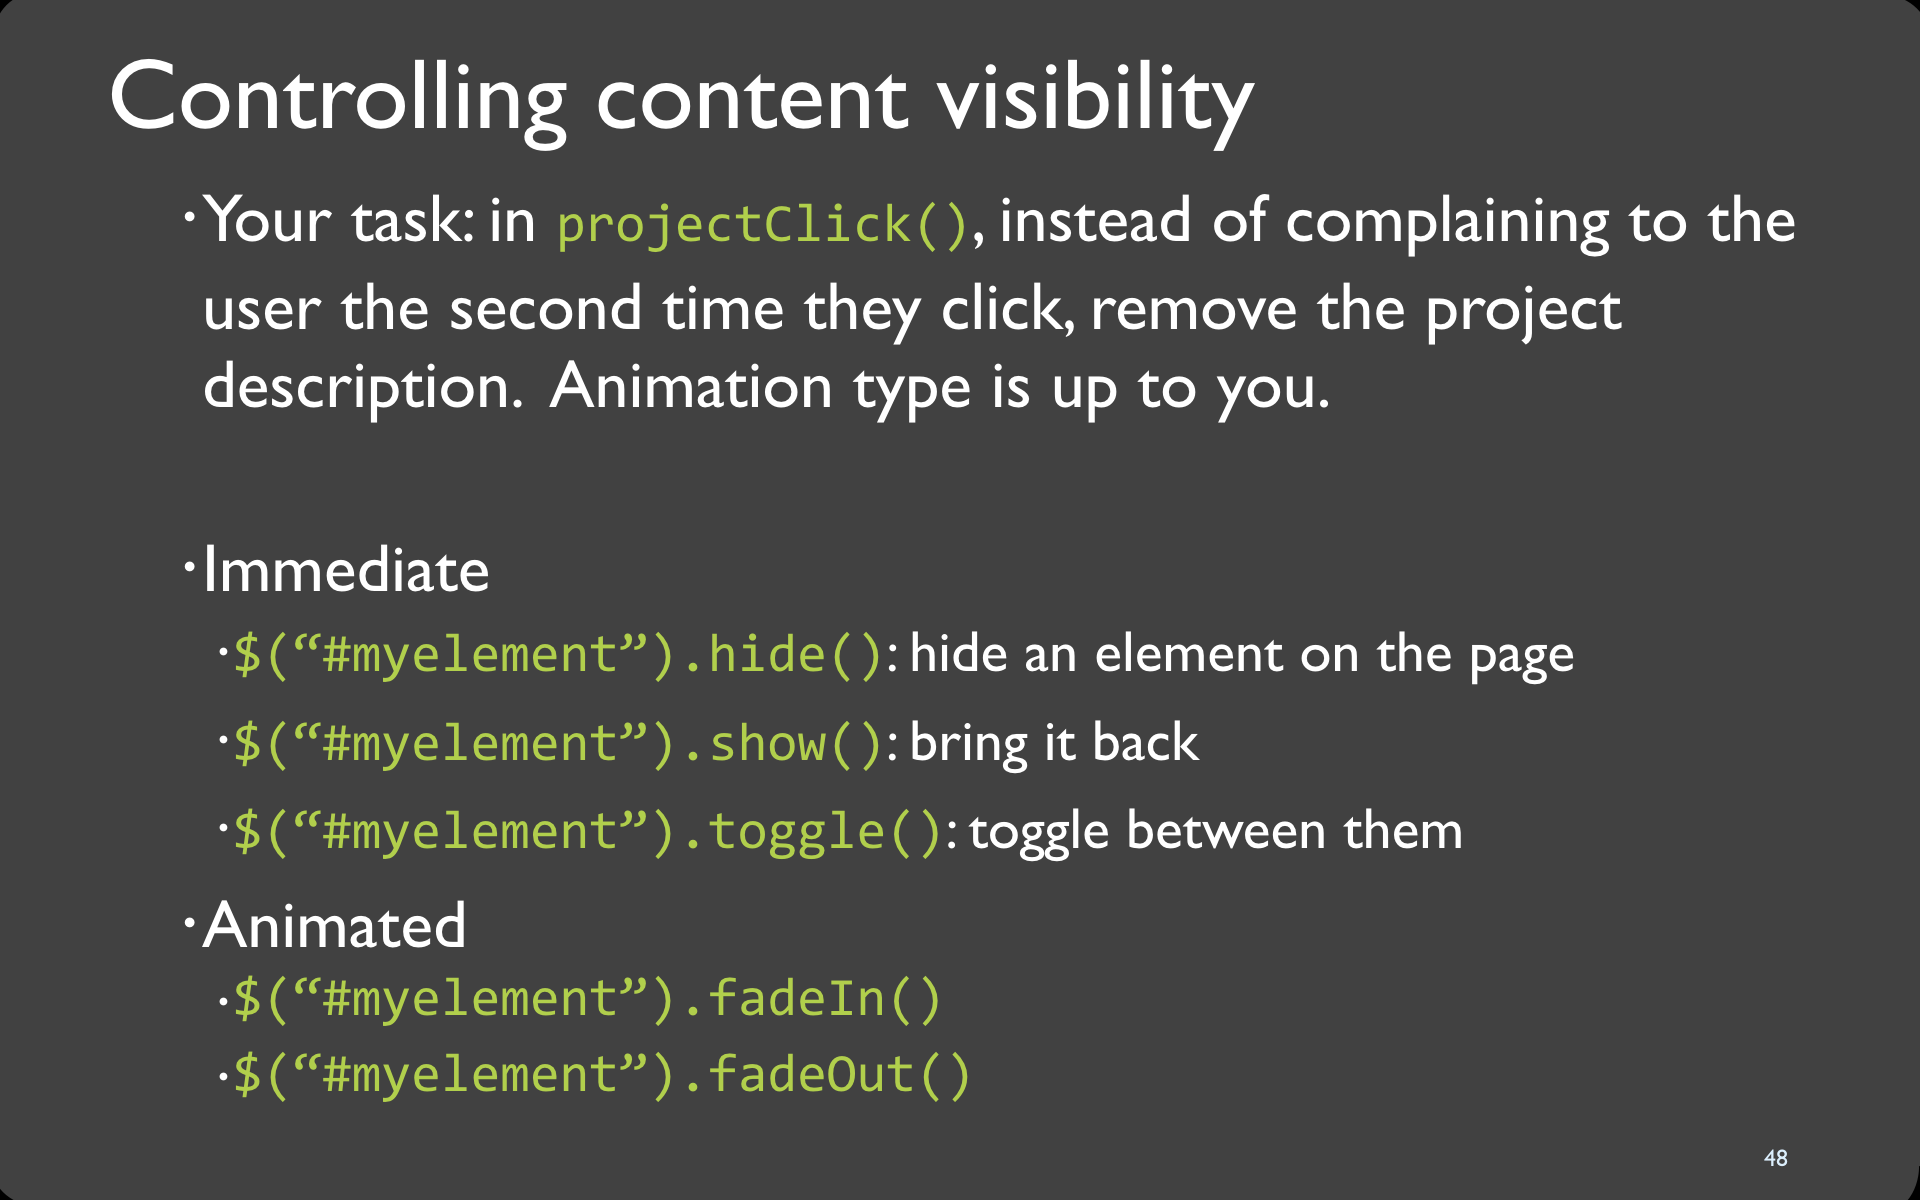 Controlling content visibility
•Your task: in projectClick(), instead of complaining to the
user the second time they click, remove the project
description.  Animation type is up to you.
•Immediate
•$(“#myelement”).hide(): hide an element on the page
•$(“#myelement”).show(): bring it back
•$(“#myelement”).toggle(): toggle between them
•Animated
•$(“#myelement”).fadeIn()
•$(“#myelement”).fadeOut()
48